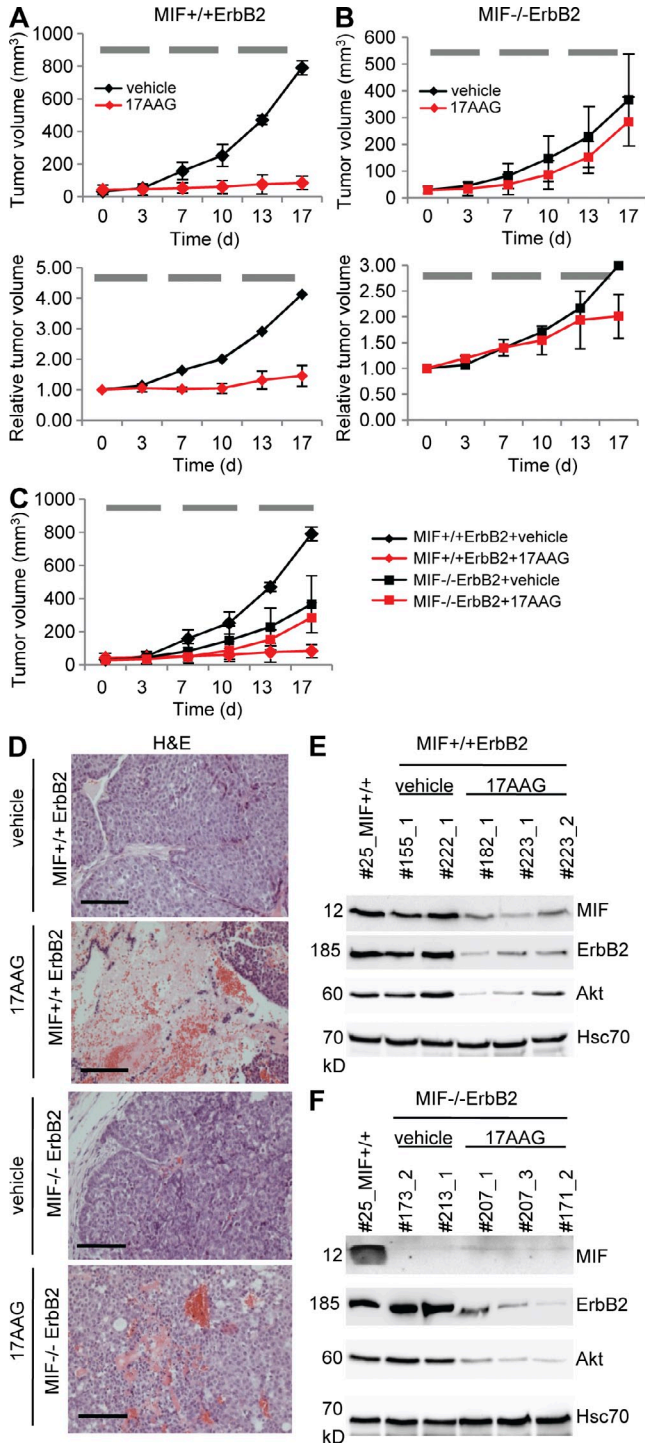 A
MIF+/+ErbB2
Tumor volume (mm³)
1000
800
600
400
200
0
vehicle
17AAG
0 3 7 10 13 17
Time (d)
Relative tumor volume
5.00
4.00
3.00
2.00
1.00
0.00
0 3 7 10 13 17
Time (d)
B
MIF-/-ErbB2
Tumor volume (mm³)
600
500
400
300
200
100
0
vehicle
17AAG
0 3 7 10 13 17
Time (d)
Relative tumor volume
3.00
2.50
2.00
1.50
1.00
0.00
0 3 7 10 13 17
Time (d)
C
Tumor volume (mm³)
1000
800
600
400
200
0
0 3 7 10 13 17
Time (d)
MIF+/+ErbB2+vehicle
MIF+/+ErbB2+17AAG
MIF-/-ErbB2+vehicle
MIF-/-ErbB2+17AAG
D
H&E
vehicle
MIF+/+ ErbB2
17AAG
MIF+/+ ErbB2
vehicle
MIF-/- ErbB2
17AAG
MIF-/- ErbB2
E
MIF+/+ErbB2
vehicle 17AAG
#25_MIF+/+ #155_1 #222_1 #182_1 #223_1 #223_2
12 MIF
185 ErbB2
60 Akt
70 Hsc70
kD
F
MIF-/-ErbB2
vehicle 17AAG
#25_MIF+/+ #173_2 #213_1 #207_1 #207_3 #171_2
12 MIF
185 ErbB2
60 Akt
70 Hsc70
kD